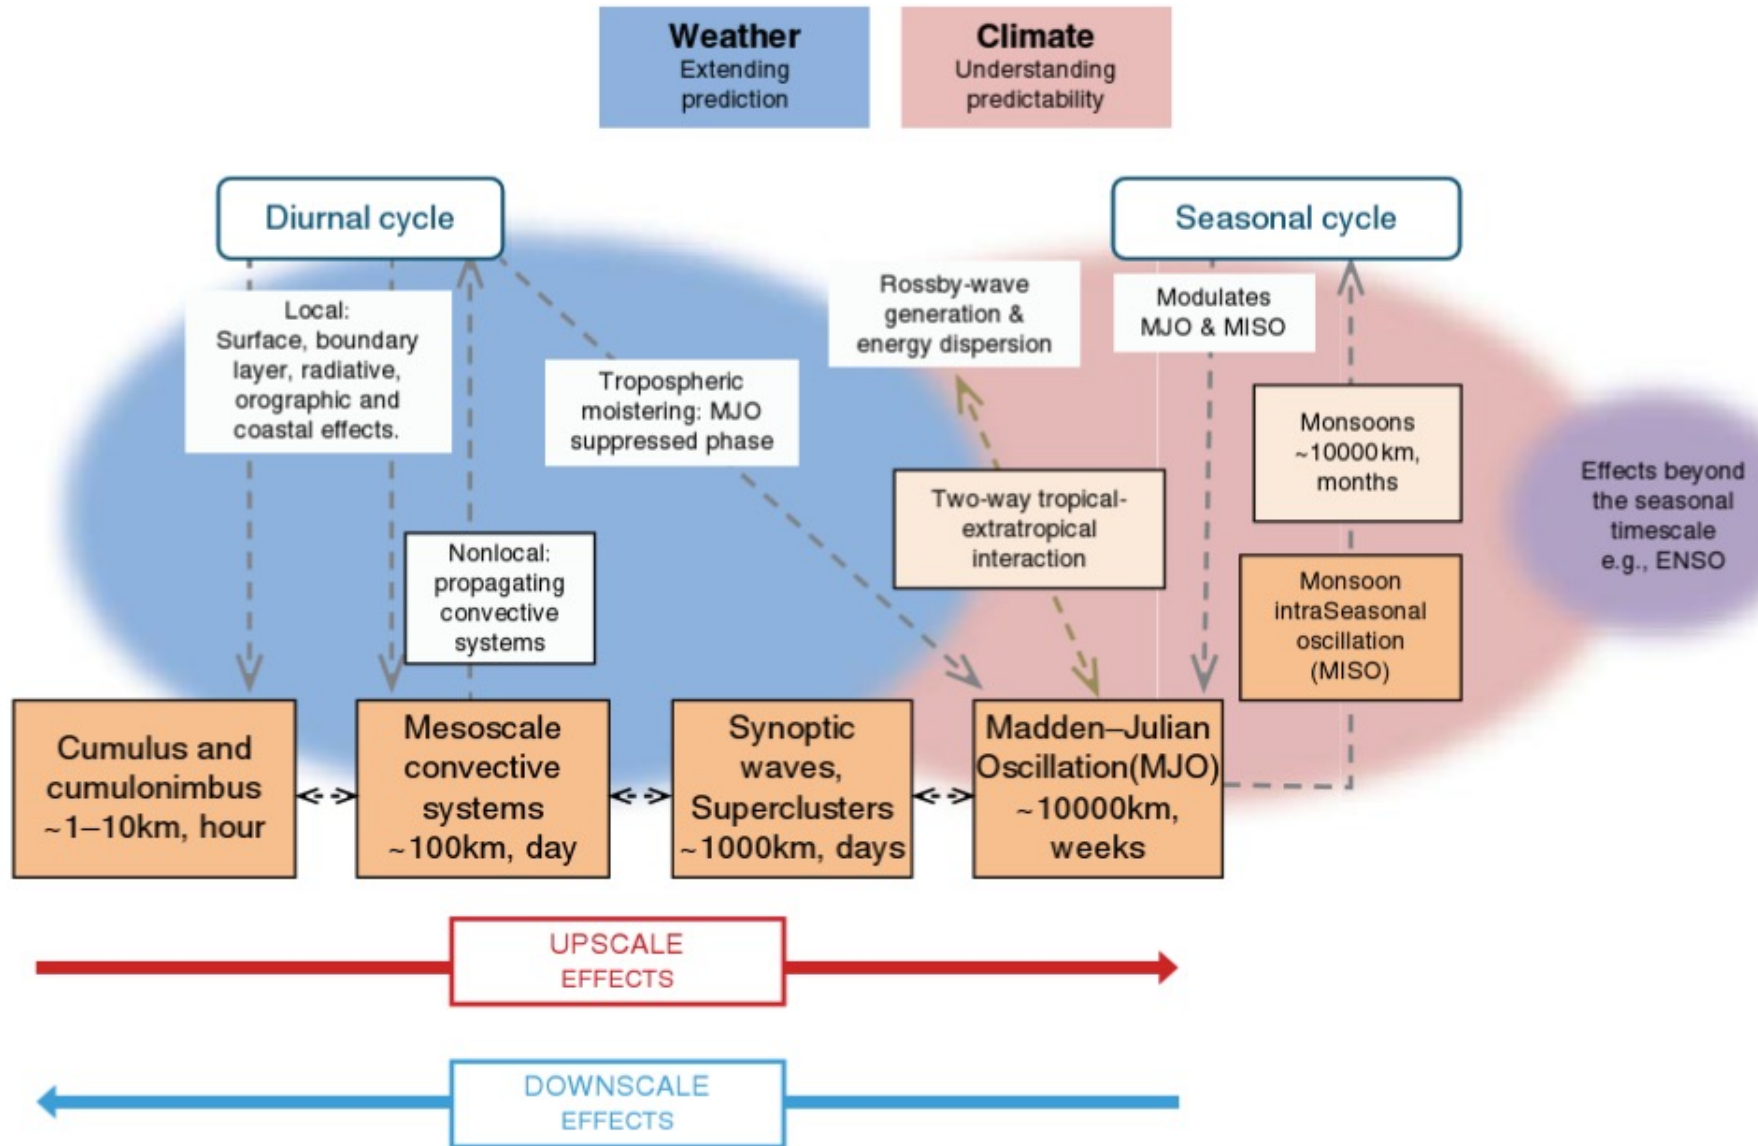 Weather
Extending
prediction
Climate
Understanding
predictability
Diurnal cycle
Seasonal cycle
Local:
Surface, boundary
layer, radiative,
orographic and
coastal effects.
Tropospheric
moistering: MJO
suppressed phase
Rossby-wave
generation &
energy dispersion
Modulates
MJO & MISO
Monsoons
~10000km,
months
Effects beyond
the seasonal
timescale
e.g., ENSO
Two-way tropical-
extratropical
interaction
Nonlocal:
propagating
convective
systems
Monsoon
intraSeasonal
oscillation
(MISO)
Cumulus and
cumulonimbus
~1–10km, hour
Mesoscale
convective
systems
~100km, day
Synoptic
waves,
Superclusters
~1000km, days
Madden–Julian
Oscillation(MJO)
~10000km,
weeks
UPSCALE
EFFECTS
DOWNSCALE
EFFECTS